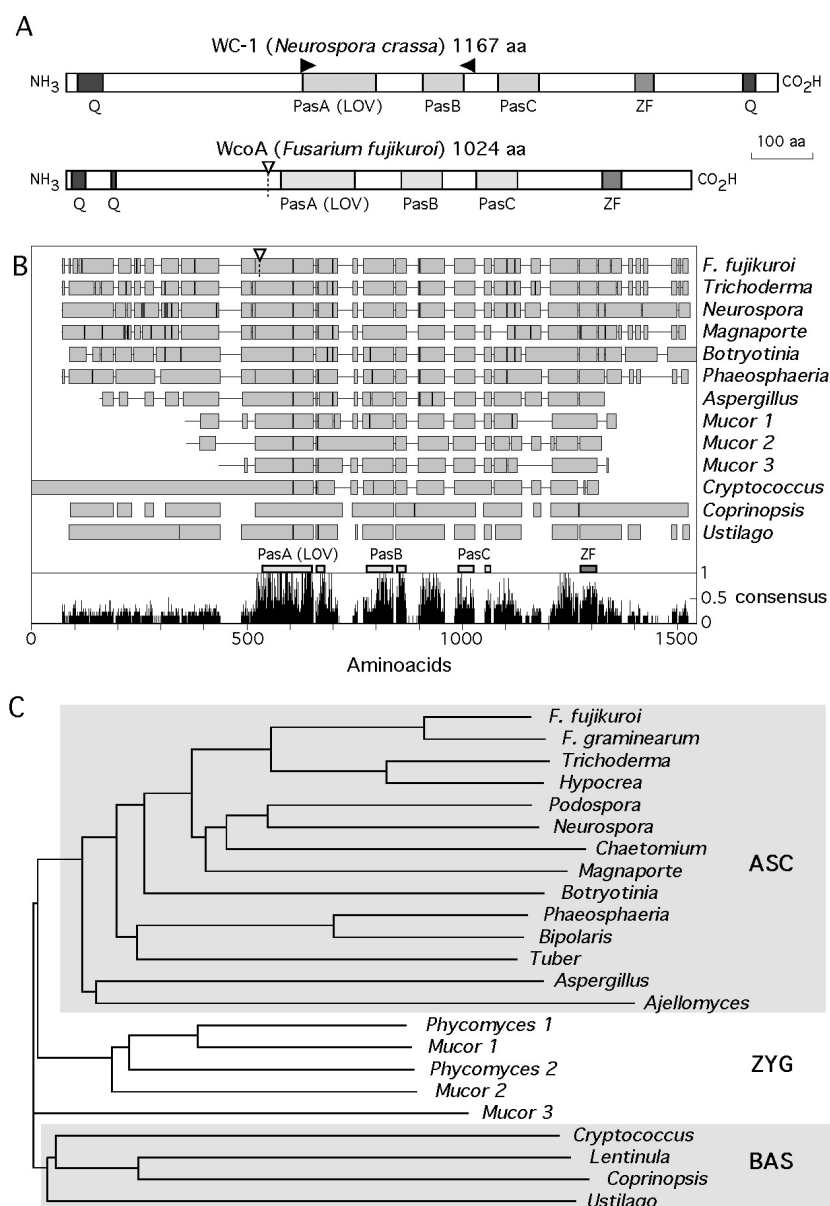 A
WC-1 (Neurospora crassa) 1167 aa
NH3 CO2H
Q PasA (LOV) PasB PasC ZF Q
WcoA (Fusarium fujikuroi) 1024 aa
100 aa
NH3 CO2H
Q Q PasA (LOV) PasB PasC ZF
B
F. fujikuroi
Trichoderma
Neurospora
Magnaporte
Botryotinia
Phaeosphaeria
Aspergillus
Mucor 1
Mucor 2
Mucor 3
Cryptococcus
Coprinopsis
Ustilago
PasA (LOV) PasB PasC ZF
1
0.5 consensus
0
0 500 1000 1500
Aminoacids
C
F. fujikuroi
F. graminearum
Trichoderma
Hypocrea
Podospora
Neurospora
Chaetomium
ASC
Magnaporte
Botryotinia
Phaeosphaeria
Bipolaris
Tuber
Aspergillus
Ajellomyces
Phycomyces 1
Mucor 1
ZYG
Phycomyces 2
Mucor 2
Mucor 3
Cryptococcus
Lentinula
BAS
Coprinopsis
Ustilago